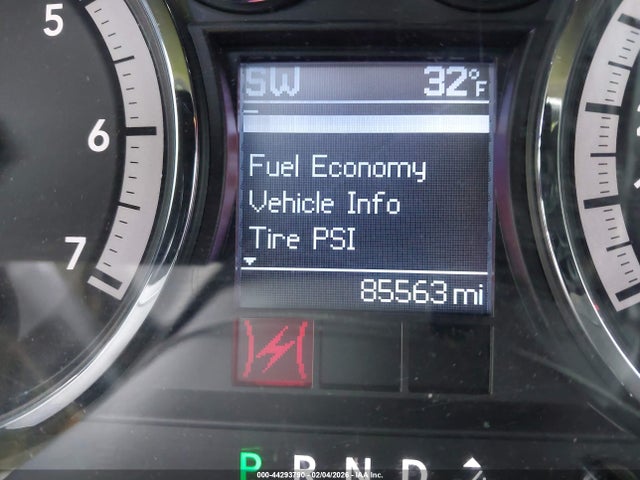 5
6
7
SW 32°F
Fuel Economy
Vehicle Info
Tire PSI
85563 mi
P R N D
000-44293790 - 02/04/2026 - IAA Inc.